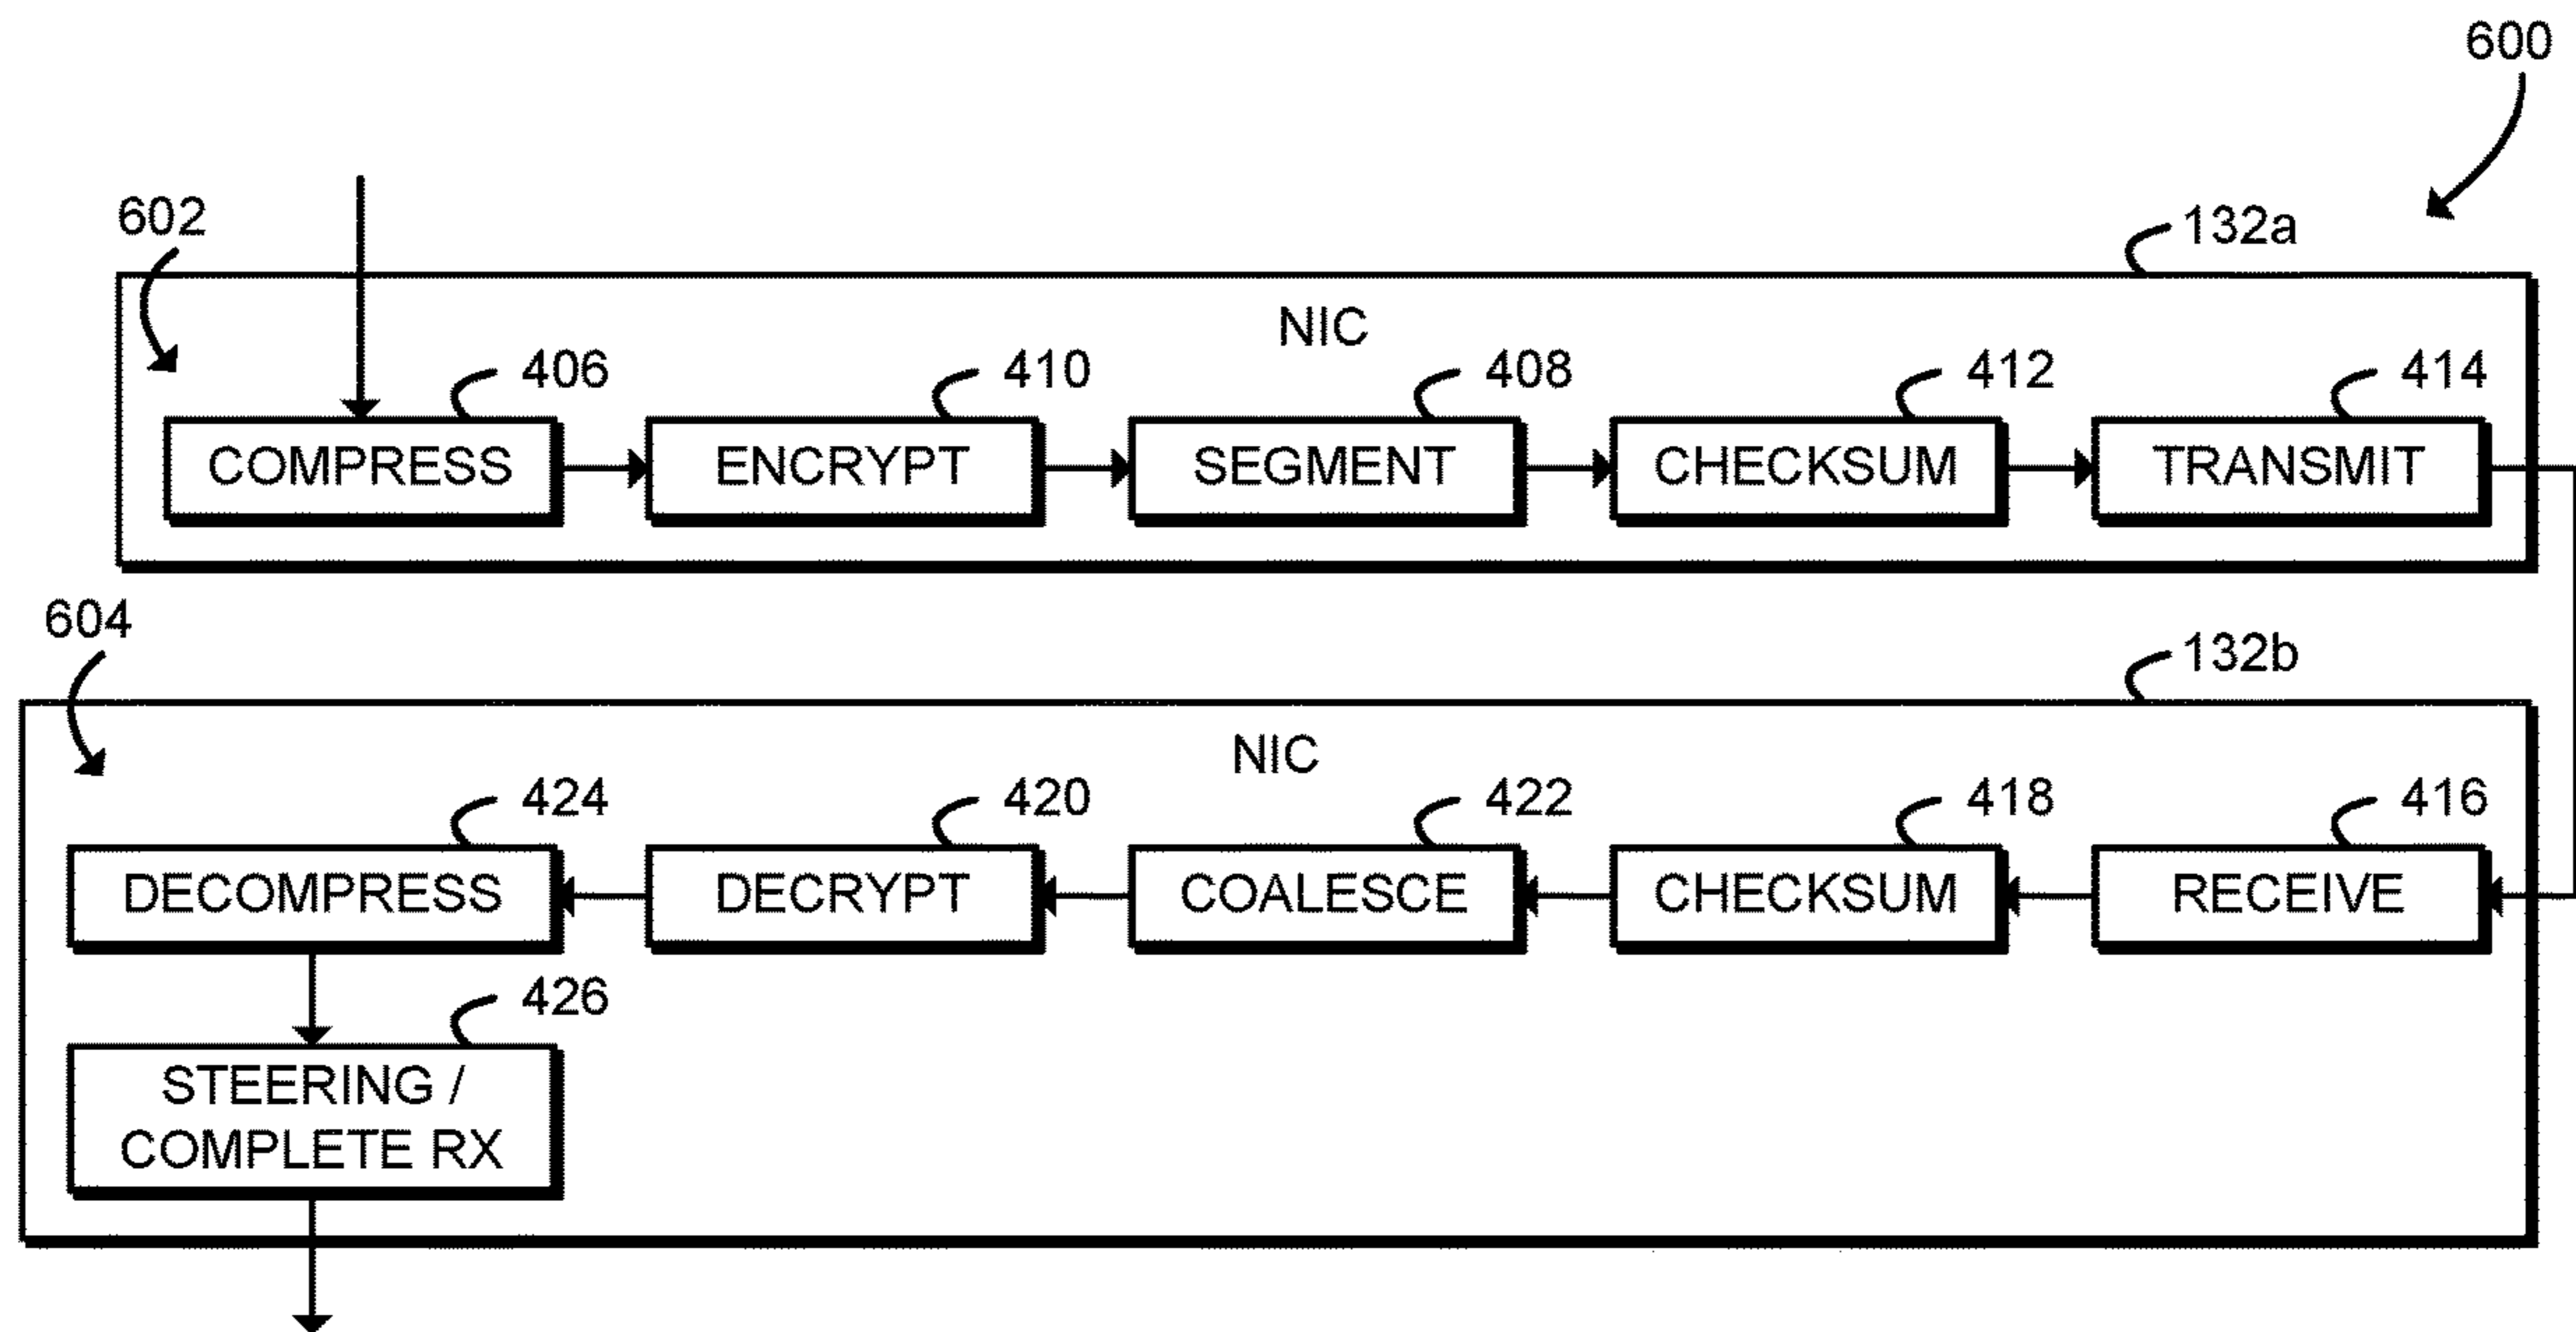 600
602
132a
NIC
406
410
408
412
414
COMPRESS
ENCRYPT
SEGMENT
CHECKSUM
TRANSMIT
604
132b
NIC
424
420
422
418
416
DECOMPRESS
DECRYPT
COALESCE
CHECKSUM
RECEIVE
426
STEERING /
COMPLETE RX